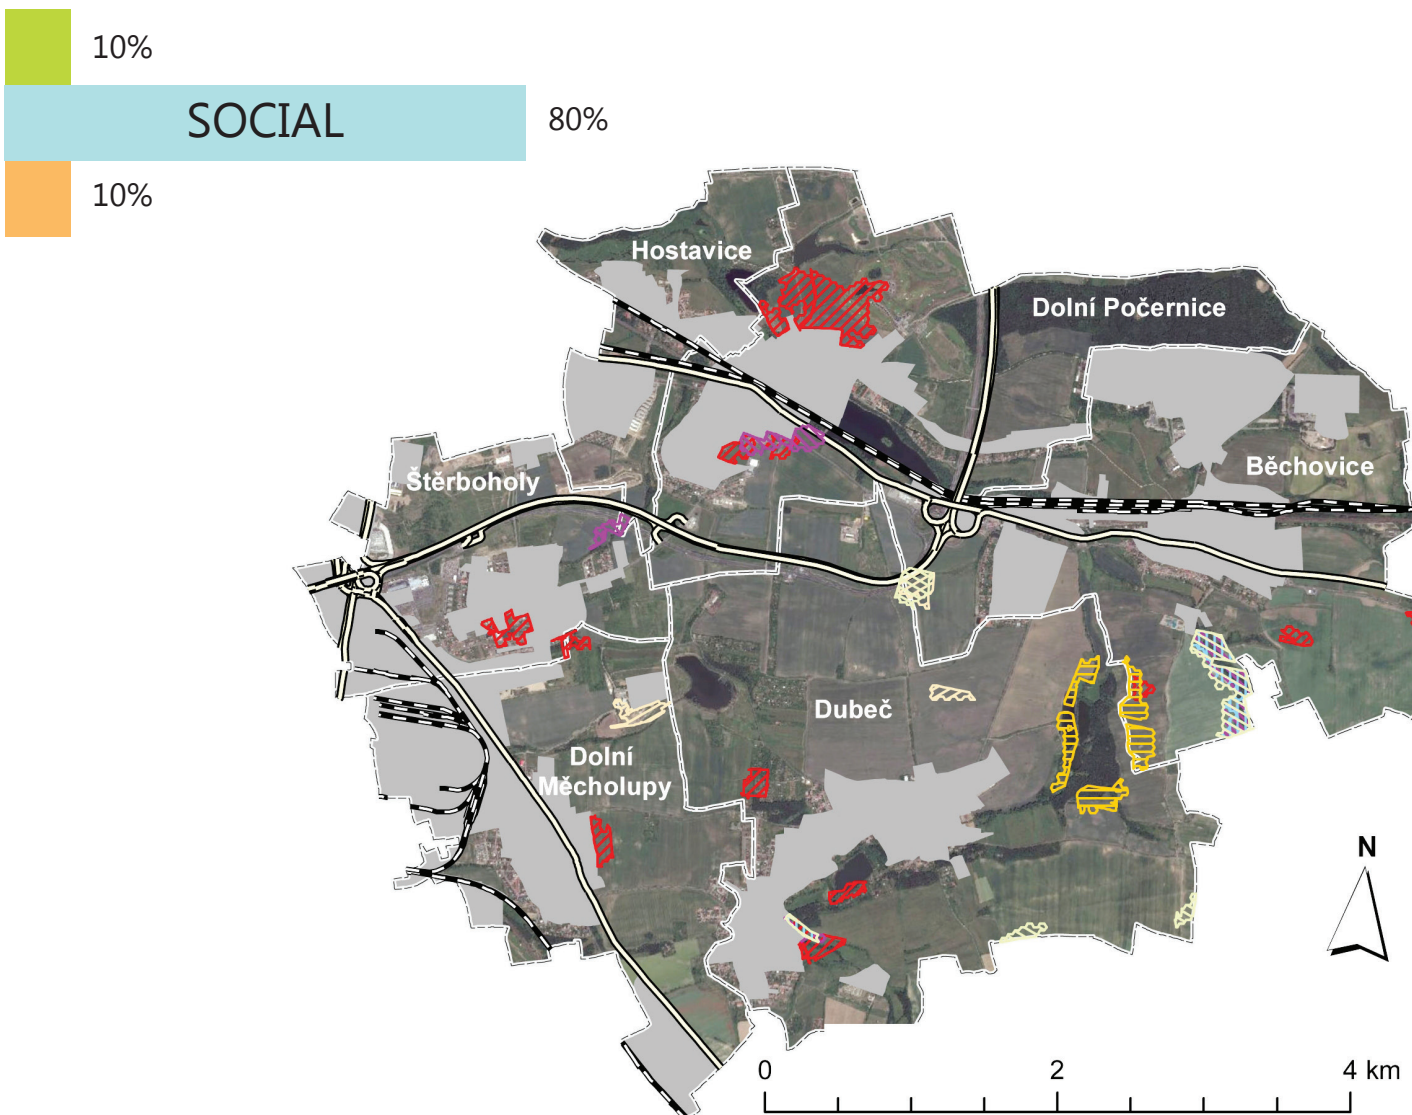 10%
SOCIAL
80%
10%
Hostavice
Dolní Počernice
Běchovice
Štěrboholy
Dubeč
Dolní
Měcholupy
N
0
2
4 km